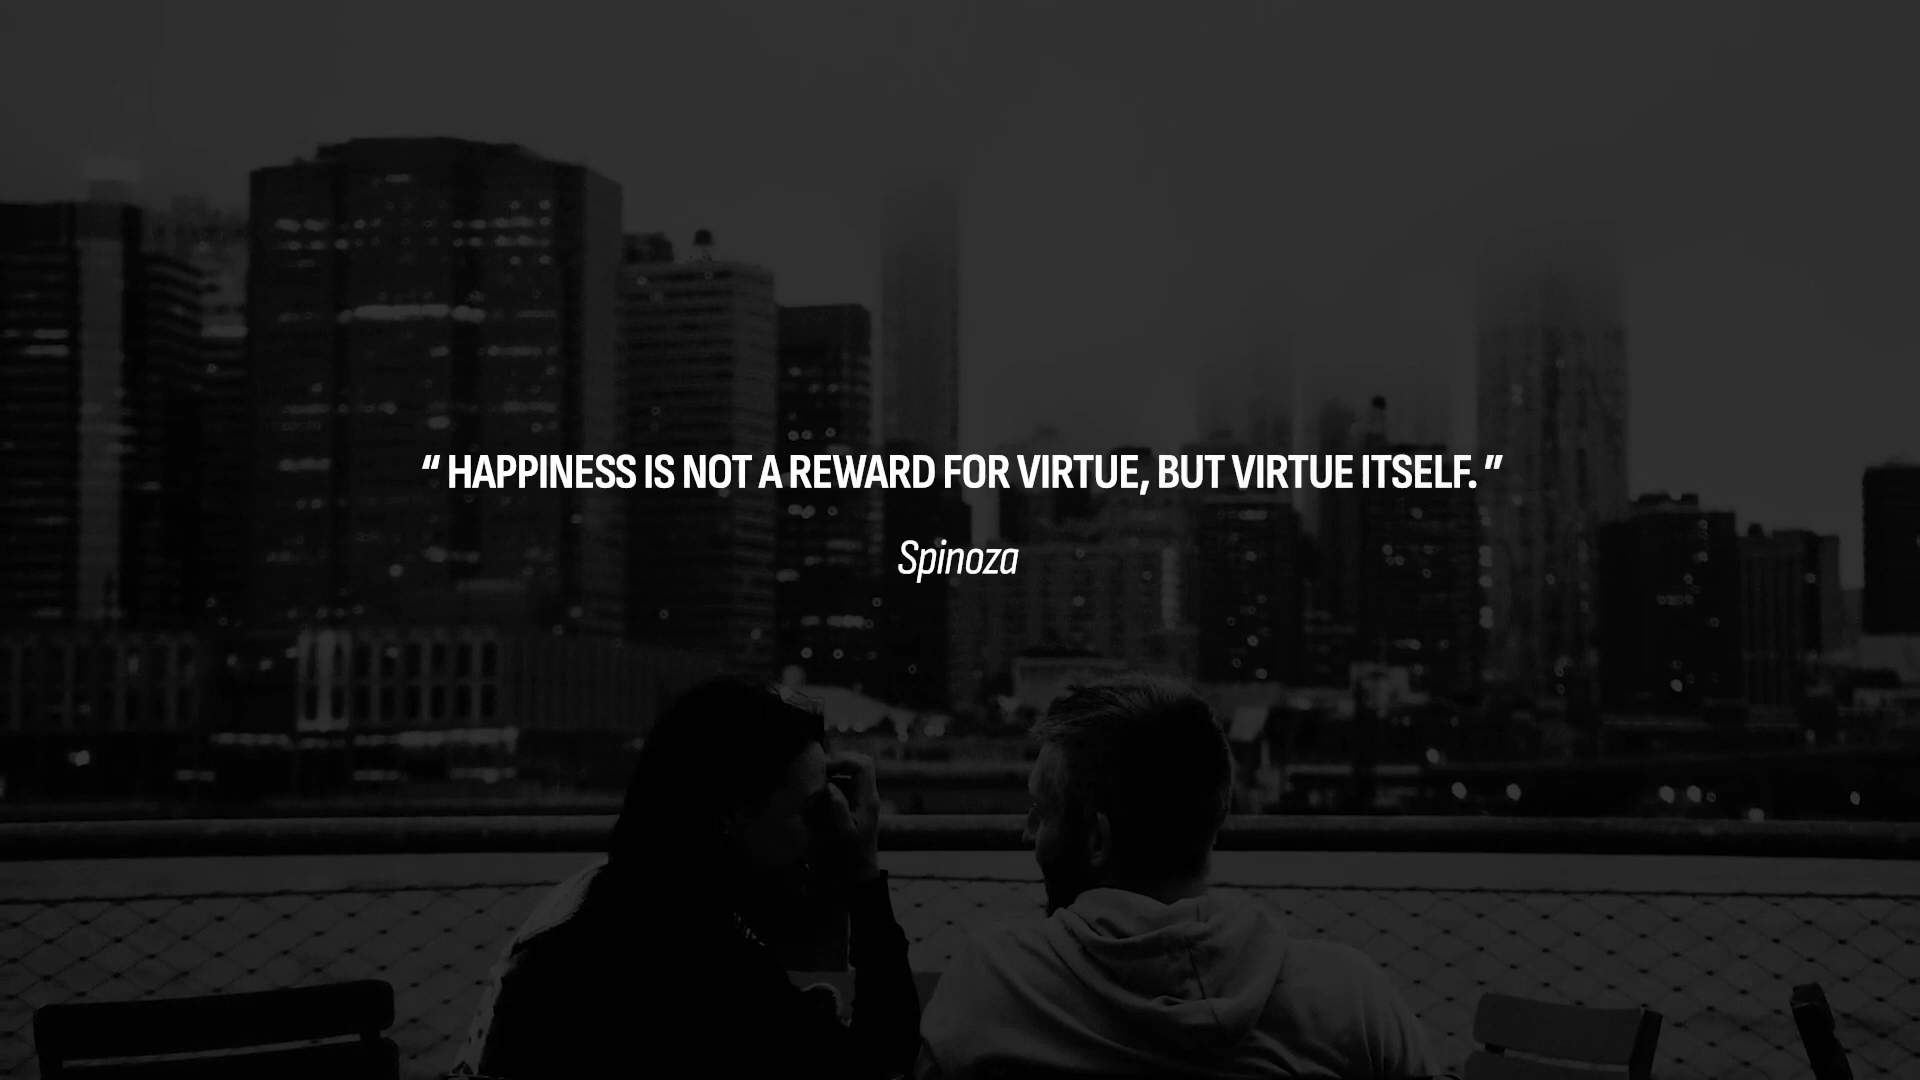 “ HAPPINESS IS NOT A REWARD FOR VIRTUE, BUT VIRTUE ITSELF. ”
Spinoza